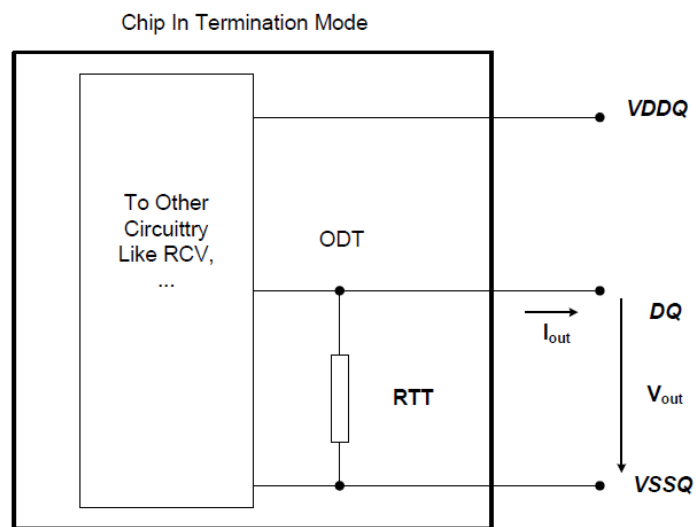 Chip In Termination Mode
VDDQ
To Other
Circuittry
Like RCV,
...
ODT
DQ
Iout
RTT
Vout
VSSQ